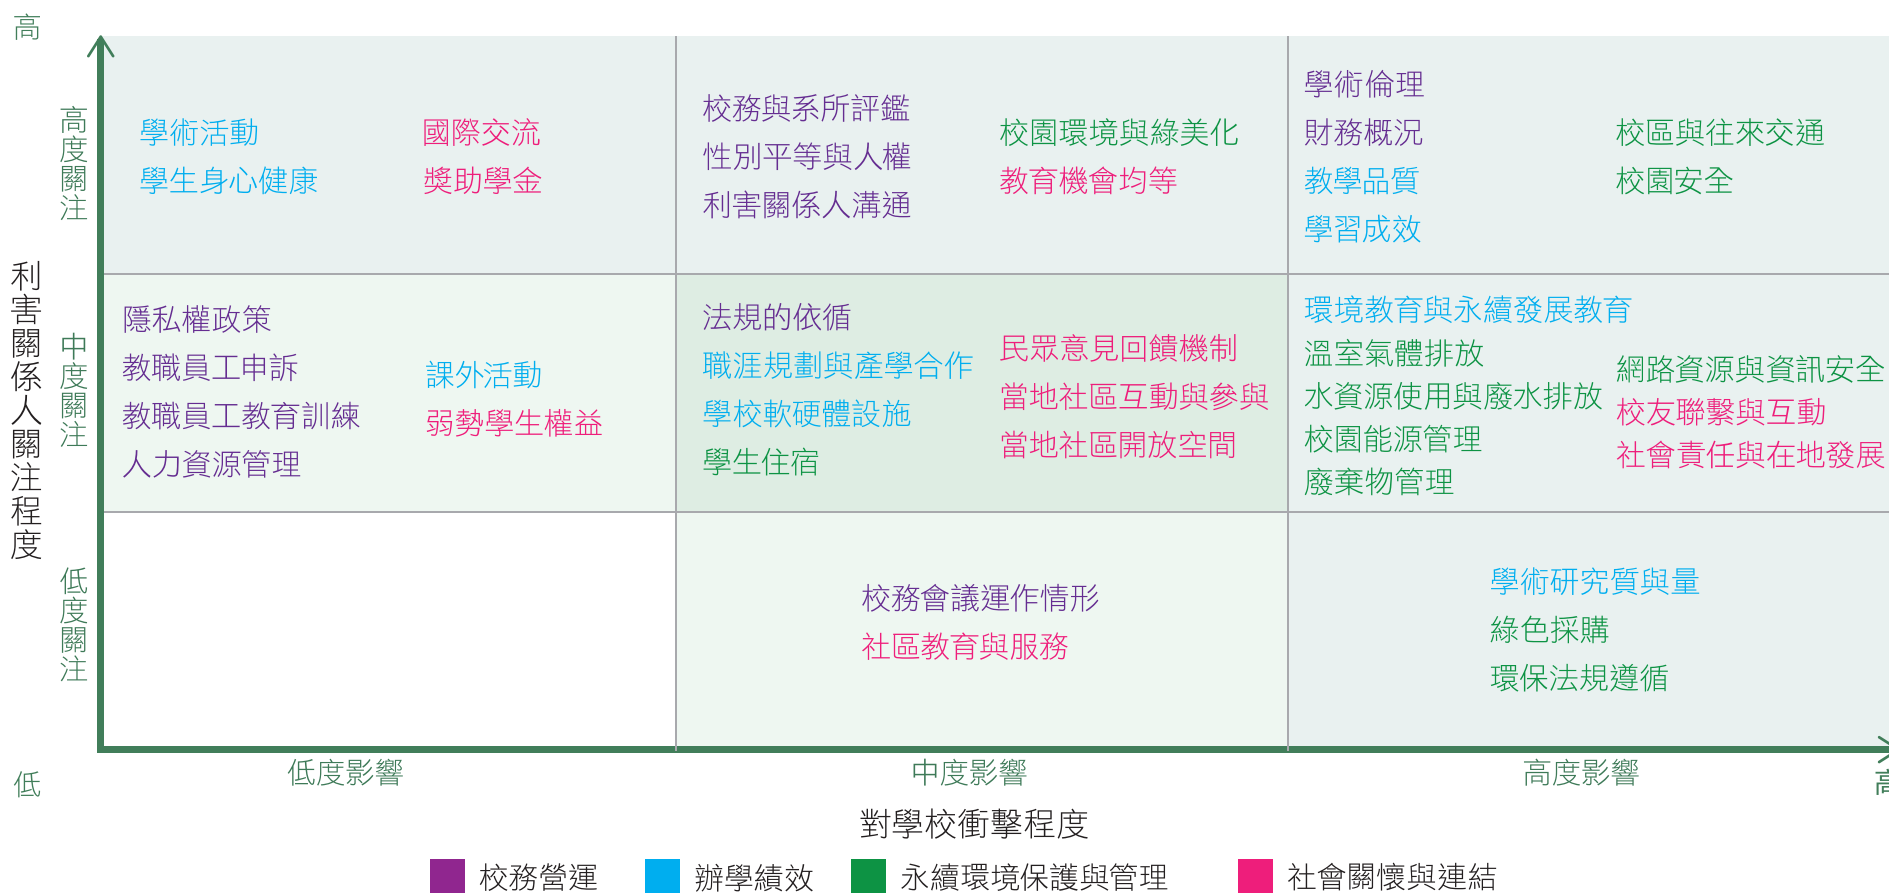 高
利害關係人關注程度
高度關注
學術活動
學生身心健康
國際交流
獎助學金
校務與系所評鑑
性別平等與人權
利害關係人溝通
校園環境與綠美化
教育機會均等
學術倫理
財務概況
教學品質
學習成效
校區與往來交通
校園安全
中度關注
隱私權政策
教職員工申訴
教職員工教育訓練
人力資源管理
課外活動
弱勢學生權益
法規的依循
職涯規劃與產學合作
學校軟硬體設施
學生住宿
民眾意見回饋機制
當地社區互動與參與
當地社區開放空間
環境教育與永續發展教育
溫室氣體排放
水資源使用與廢水排放
校園能源管理
廢棄物管理
網路資源與資訊安全
校友聯繫與互動
社會責任與在地發展
低度關注
校務會議運作情形
社區教育與服務
學術研究質與量
綠色採購
環保法規遵循
低
低度影響
中度影響
高度影響
高
對學校衝擊程度
校務營運
辦學績效
永續環境保護與管理
社會關懷與連結